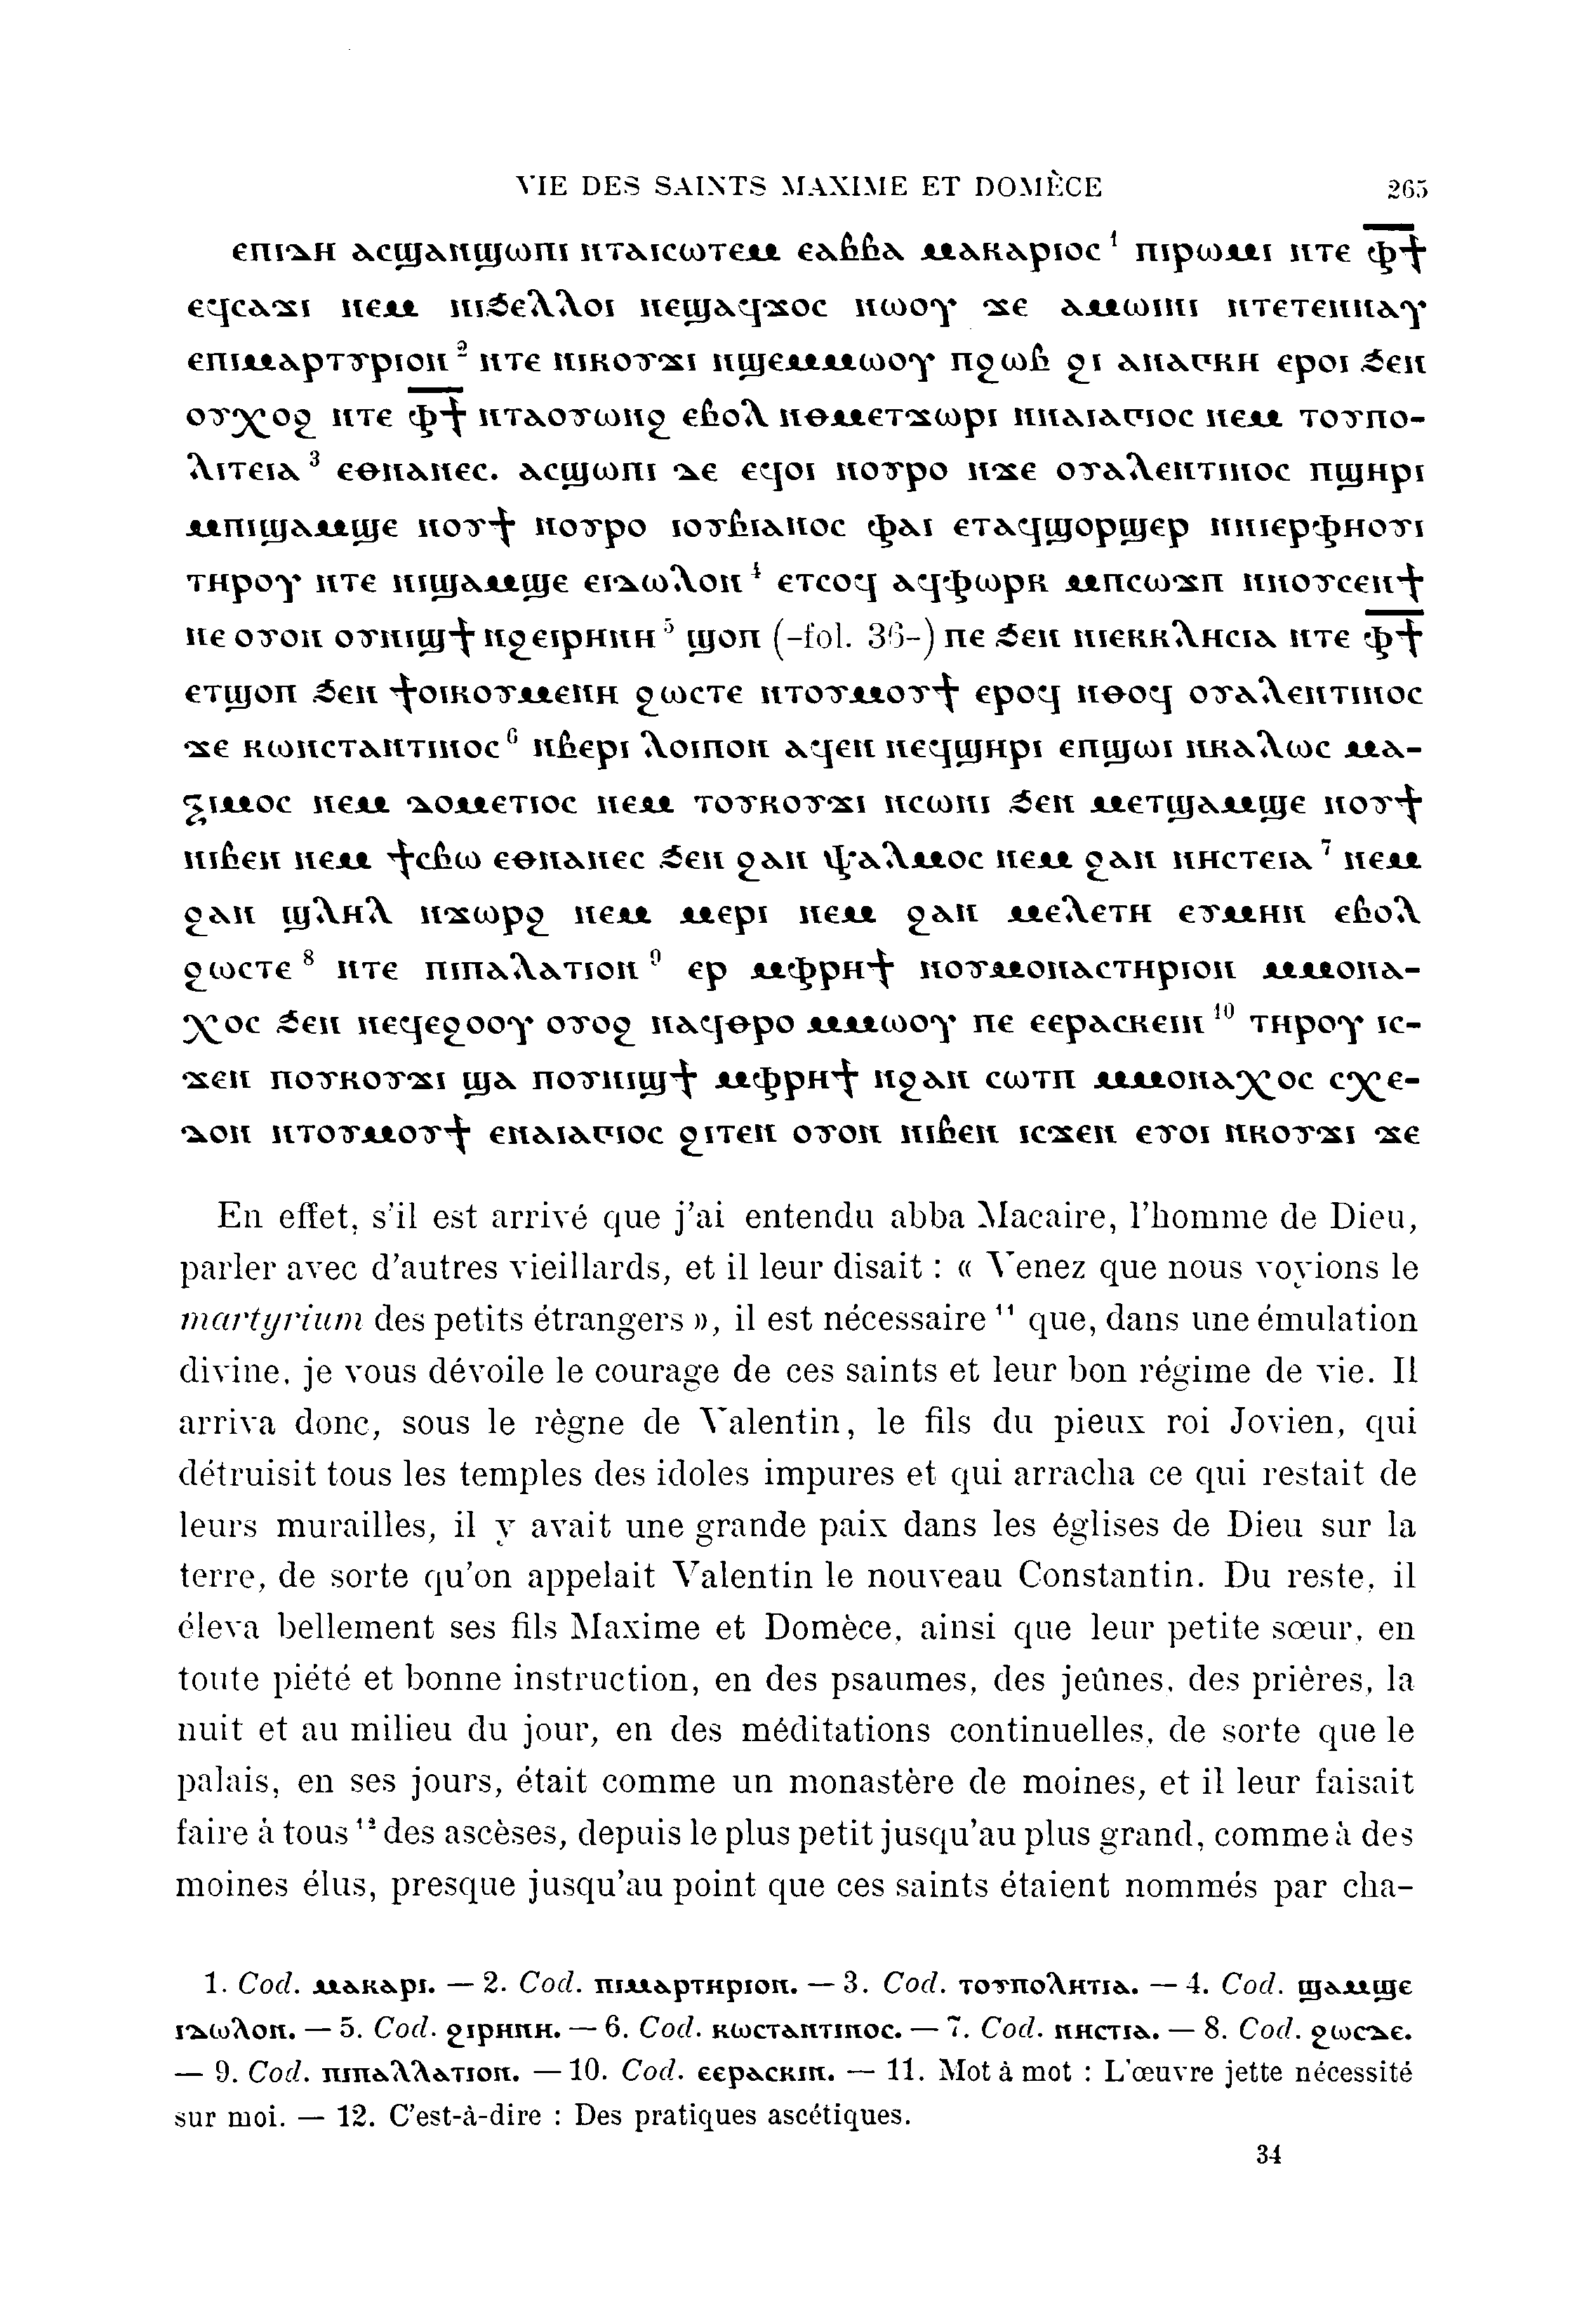 VIE DES SAINTS MAXIME ET DOMÈCE 265
ⲉⲡⲓⲇⲏ ⲁⲥϣⲁⲛϣⲱⲡⲓ ⲛⲧⲁⲓⲥⲱⲧⲉⲙ ⲉⲁⲃⲃⲁ ⲙⲁⲕⲁⲣⲓⲟⲥ¹ ⲡⲓⲣⲱⲙⲓ ⲛⲧⲉ ⲫ̅ϯ̅
ⲉϥⲥⲁϫⲓ ⲛⲉⲙ ⲛⲓϧⲉⲗⲗⲟⲓ ⲛⲉϣⲁϥϫⲟⲥ ⲛⲱⲟⲩ ϫⲉ ⲁⲙⲱⲓⲛⲓ ⲛⲧⲉⲧⲉⲛⲛⲁⲩ
ⲉⲡⲓⲙⲁⲣⲧⲩⲣⲓⲟⲛ² ⲛⲧⲉ ⲛⲓⲕⲟⲩϫⲓ ⲛϣⲉⲙⲙⲱⲟⲩ ⲡϩⲱⲃ ϩⲓ ⲁⲛⲁⲅⲕⲏ ⲉⲣⲟⲓ ϧⲉⲛ
ⲟⲩⲭⲟϩ ⲛⲧⲉ ⲫ̅ϯ̅ ⲛⲧⲁⲟⲩⲱⲛϩ ⲉⲃⲟⲗ ⲛⲑⲙⲉⲧϫⲱⲣⲓ ⲛⲛⲁⲓⲁⲅⲓⲟⲥ ⲛⲉⲙ ⲧⲟⲩⲡⲟ-
ⲗⲓⲧⲉⲓⲁ³ ⲉⲑⲛⲁⲛⲉⲥ. ⲁⲥϣⲱⲡⲓ ⲇⲉ ⲉϥⲟⲓ ⲛⲟⲩⲣⲟ ⲛϫⲉ ⲟⲩⲁⲗⲉⲛⲧⲓⲛⲟⲥ ⲡϣⲏⲣⲓ
ⲙⲡⲓϣⲁⲙϣⲉ ⲛⲟⲩϯ ⲛⲟⲩⲣⲟ ⲓⲟⲩⲃⲓⲁⲛⲟⲥ ⲫⲁⲓ ⲉⲧⲁϥϣⲟⲣϣⲉⲣ ⲛⲛⲓⲉⲣⲫⲏⲟⲩⲓ
ⲧⲏⲣⲟⲩ ⲛⲧⲉ ⲛⲓϣⲁⲙϣⲉ ⲉⲓⲇⲱⲗⲟⲛ⁴ ⲉⲧⲥⲟϥ ⲁϥⲫⲱⲣⲕ ⲙⲡⲥⲱϫⲡ ⲛⲛⲟⲩⲥⲉⲛϯ
ⲛⲉ ⲟⲩⲟⲛ ⲟⲩⲛⲓϣϯ ⲛϩⲉⲓⲣⲏⲛⲏ⁵ ϣⲟⲡ (-fol. 36-) ⲡⲉ ϧⲉⲛ ⲛⲓⲉⲕⲕⲗⲏⲥⲓⲁ ⲛⲧⲉ ⲫ̅ϯ̅
ⲉⲧϣⲟⲡ ϧⲉⲛ ϯⲟⲓⲕⲟⲩⲙⲉⲛⲏ ϩⲱⲥⲧⲉ ⲛⲧⲟⲩⲙⲟⲩϯ ⲉⲣⲟϥ ⲛⲑⲟϥ ⲟⲩⲁⲗⲉⲛⲧⲓⲛⲟⲥ
ϫⲉ ⲕⲱⲛⲥⲧⲁⲛⲧⲓⲛⲟⲥ⁶ ⲛⲃⲉⲣⲓ ⲗⲟⲓⲡⲟⲛ ⲁϥⲉⲛ ⲛⲉϥϣⲏⲣⲓ ⲉⲡϣⲱⲓ ⲛⲕⲁⲗⲱⲥ ⲙⲁ-
ⲝⲓⲙⲟⲥ ⲛⲉⲙ ⲇⲟⲙⲉⲧⲓⲟⲥ ⲛⲉⲙ ⲧⲟⲩⲕⲟⲩϫⲓ ⲛⲥⲱⲛⲓ ϧⲉⲛ ⲙⲉⲧϣⲁⲙϣⲉ ⲛⲟⲩϯ
ⲛⲓⲃⲉⲛ ⲛⲉⲙ ϯⲥⲃⲱ ⲉⲑⲛⲁⲛⲉⲥ ϧⲉⲛ ϩⲁⲛ ⲯⲁⲗⲙⲟⲥ ⲛⲉⲙ ϩⲁⲛ ⲛⲏⲥⲧⲉⲓⲁ⁷ ⲛⲉⲙ
ϩⲁⲛ ϣⲗⲏⲗ ⲛϫⲱⲣϩ ⲛⲉⲙ ⲙⲉⲣⲓ ⲛⲉⲙ ϩⲁⲛ ⲙⲉⲗⲉⲧⲏ ⲉⲩⲙⲏⲛ ⲉⲃⲟⲗ
ϩⲱⲥⲧⲉ⁸ ⲛⲧⲉ ⲡⲓⲡⲁⲗⲁⲧⲓⲟⲛ⁹ ⲉⲣ ⲙⲫⲣⲏϯ ⲛⲟⲩⲙⲟⲛⲁⲥⲧⲏⲣⲓⲟⲛ ⲙⲙⲟⲛⲁ-
ⲭⲟⲥ ϧⲉⲛ ⲛⲉϥⲉϩⲟⲟⲩ ⲟⲩⲟϩ ⲛⲁϥⲑⲣⲟ ⲙⲙⲱⲟⲩ ⲡⲉ ⲉⲉⲣⲁⲥⲕⲉⲓⲛ¹⁰ ⲧⲏⲣⲟⲩ ⲓⲥ-
ϫⲉⲛ ⲡⲟⲩⲕⲟⲩϫⲓ ϣⲁ ⲡⲟⲩⲛⲓϣϯ ⲙⲫⲣⲏϯ ⲛϩⲁⲛ ⲥⲱⲧⲡ ⲙⲙⲟⲛⲁⲭⲟⲥ ⲥⲭⲉ-
ⲇⲟⲛ ⲛⲧⲟⲩⲙⲟⲩϯ ⲉⲛⲁⲓⲁⲅⲓⲟⲥ ϩⲓⲧⲉⲛ ⲟⲩⲟⲛ ⲛⲓⲃⲉⲛ ⲓⲥϫⲉⲛ ⲉⲩⲟⲓ ⲛⲕⲟⲩϫⲓ ϫⲉ
En effet, s'il est arrivé que j'ai entendu abba Macaire, l'homme de Dieu,
parler avec d'autres vieillards, et il leur disait : « Venez que nous voyions le
martyrium des petits étrangers », il est nécessaire¹¹ que, dans une émulation
divine, je vous dévoile le courage de ces saints et leur bon régime de vie. Il
arriva donc, sous le règne de Valentin, le fils du pieux roi Jovien, qui
détruisit tous les temples des idoles impures et qui arracha ce qui restait de
leurs murailles, il y avait une grande paix dans les églises de Dieu sur la
terre, de sorte qu'on appelait Valentin le nouveau Constantin. Du reste, il
éleva bellement ses fils Maxime et Domèce, ainsi que leur petite sœur, en
toute piété et bonne instruction, en des psaumes, des jeûnes, des prières, la
nuit et au milieu du jour, en des méditations continuelles, de sorte que le
palais, en ses jours, était comme un monastère de moines, et il leur faisait
faire à tous¹² des ascèses, depuis le plus petit jusqu'au plus grand, comme à des
moines élus, presque jusqu'au point que ces saints étaient nommés par cha-
1. Cod. ⲙⲁⲕⲁⲣⲓ. — 2. Cod. ⲡⲓⲙⲁⲣⲧⲏⲣⲓⲟⲛ. — 3. Cod. ⲧⲟⲩⲡⲟⲗⲏⲧⲓⲁ. — 4. Cod. ϣⲁⲙϣⲉ
ⲓⲇⲱⲗⲟⲛ. — 5. Cod. ϩⲓⲣⲏⲛⲏ. — 6. Cod. ⲕⲱⲥⲧⲁⲛⲧⲓⲛⲟⲥ. — 7. Cod. ⲛⲏⲥⲧⲓⲁ. — 8. Cod. ϩⲱⲥⲇⲉ.
— 9. Cod. ⲡⲓⲡⲁⲗⲗⲁⲧⲓⲟⲛ. — 10. Cod. ⲉⲉⲣⲁⲥⲕⲓⲛ. — 11. Mot à mot : L'œuvre jette nécessité
sur moi. — 12. C'est-à-dire : Des pratiques ascétiques.
34